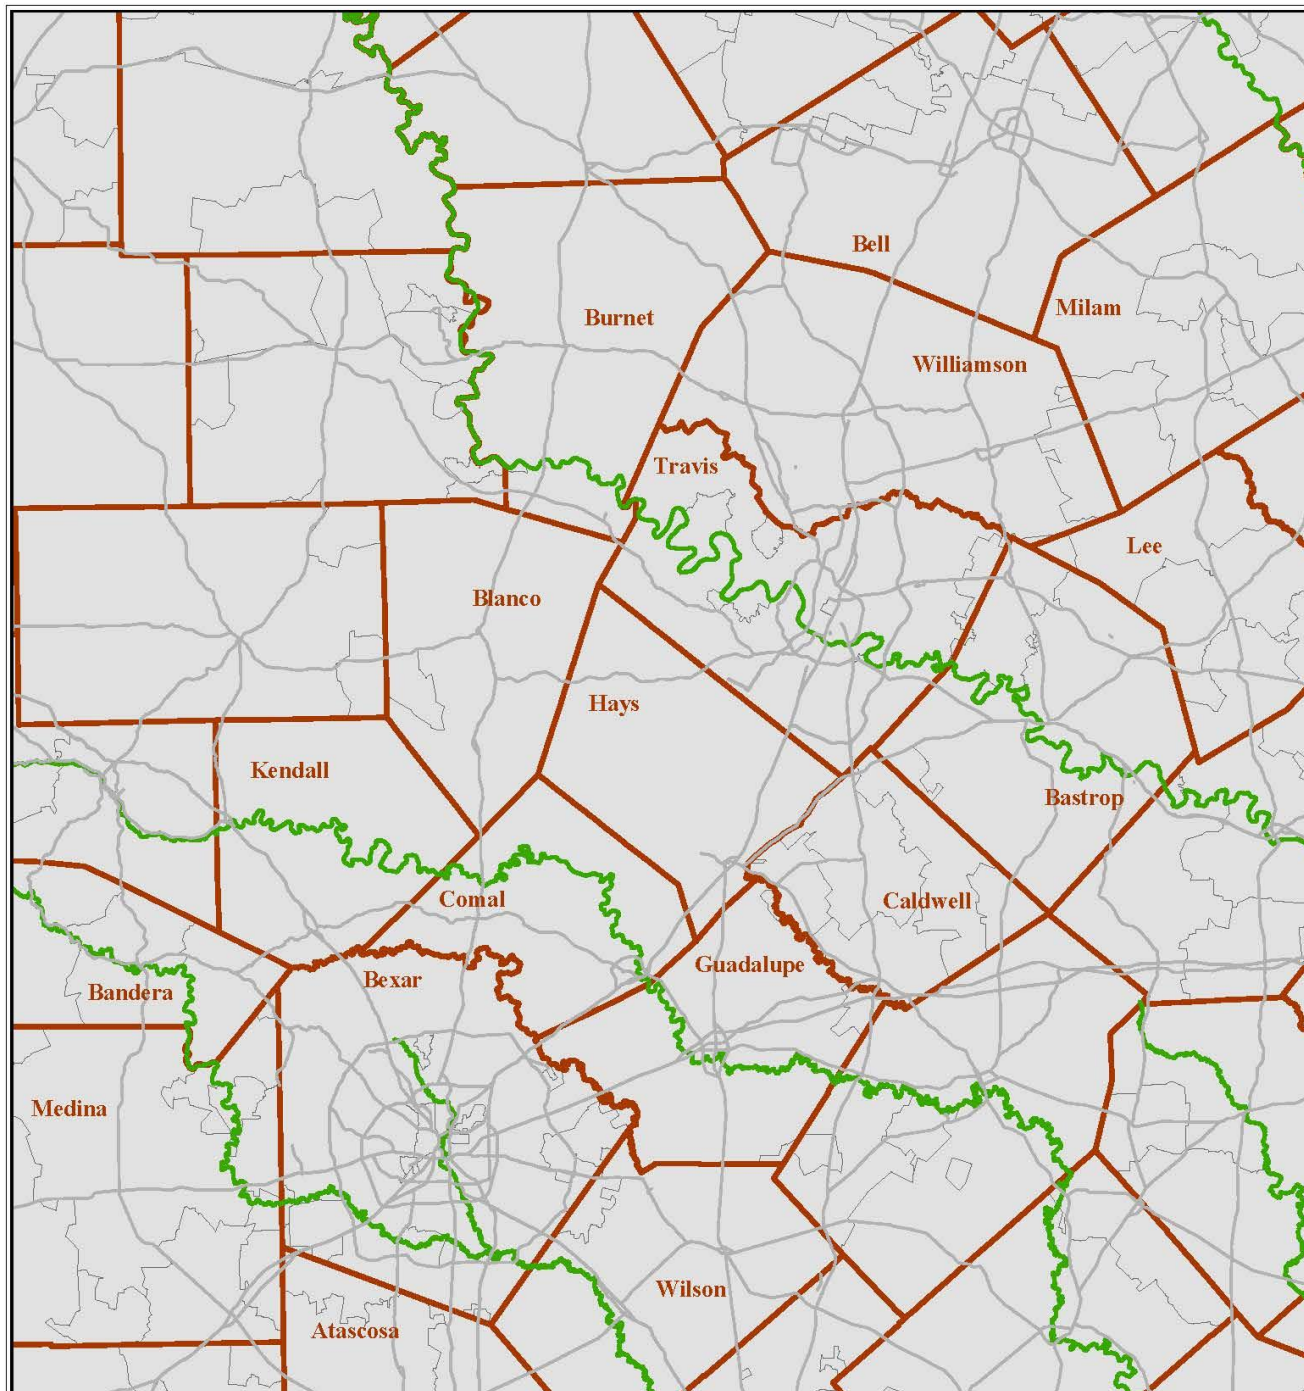 Bell
Milam
Burnet
Williamson
Travis
Lee
Blanco
Hays
Kendall
Bastrop
Comal
Caldwell
Guadalupe
Bexar
Bandera
Medina
Wilson
Atascosa